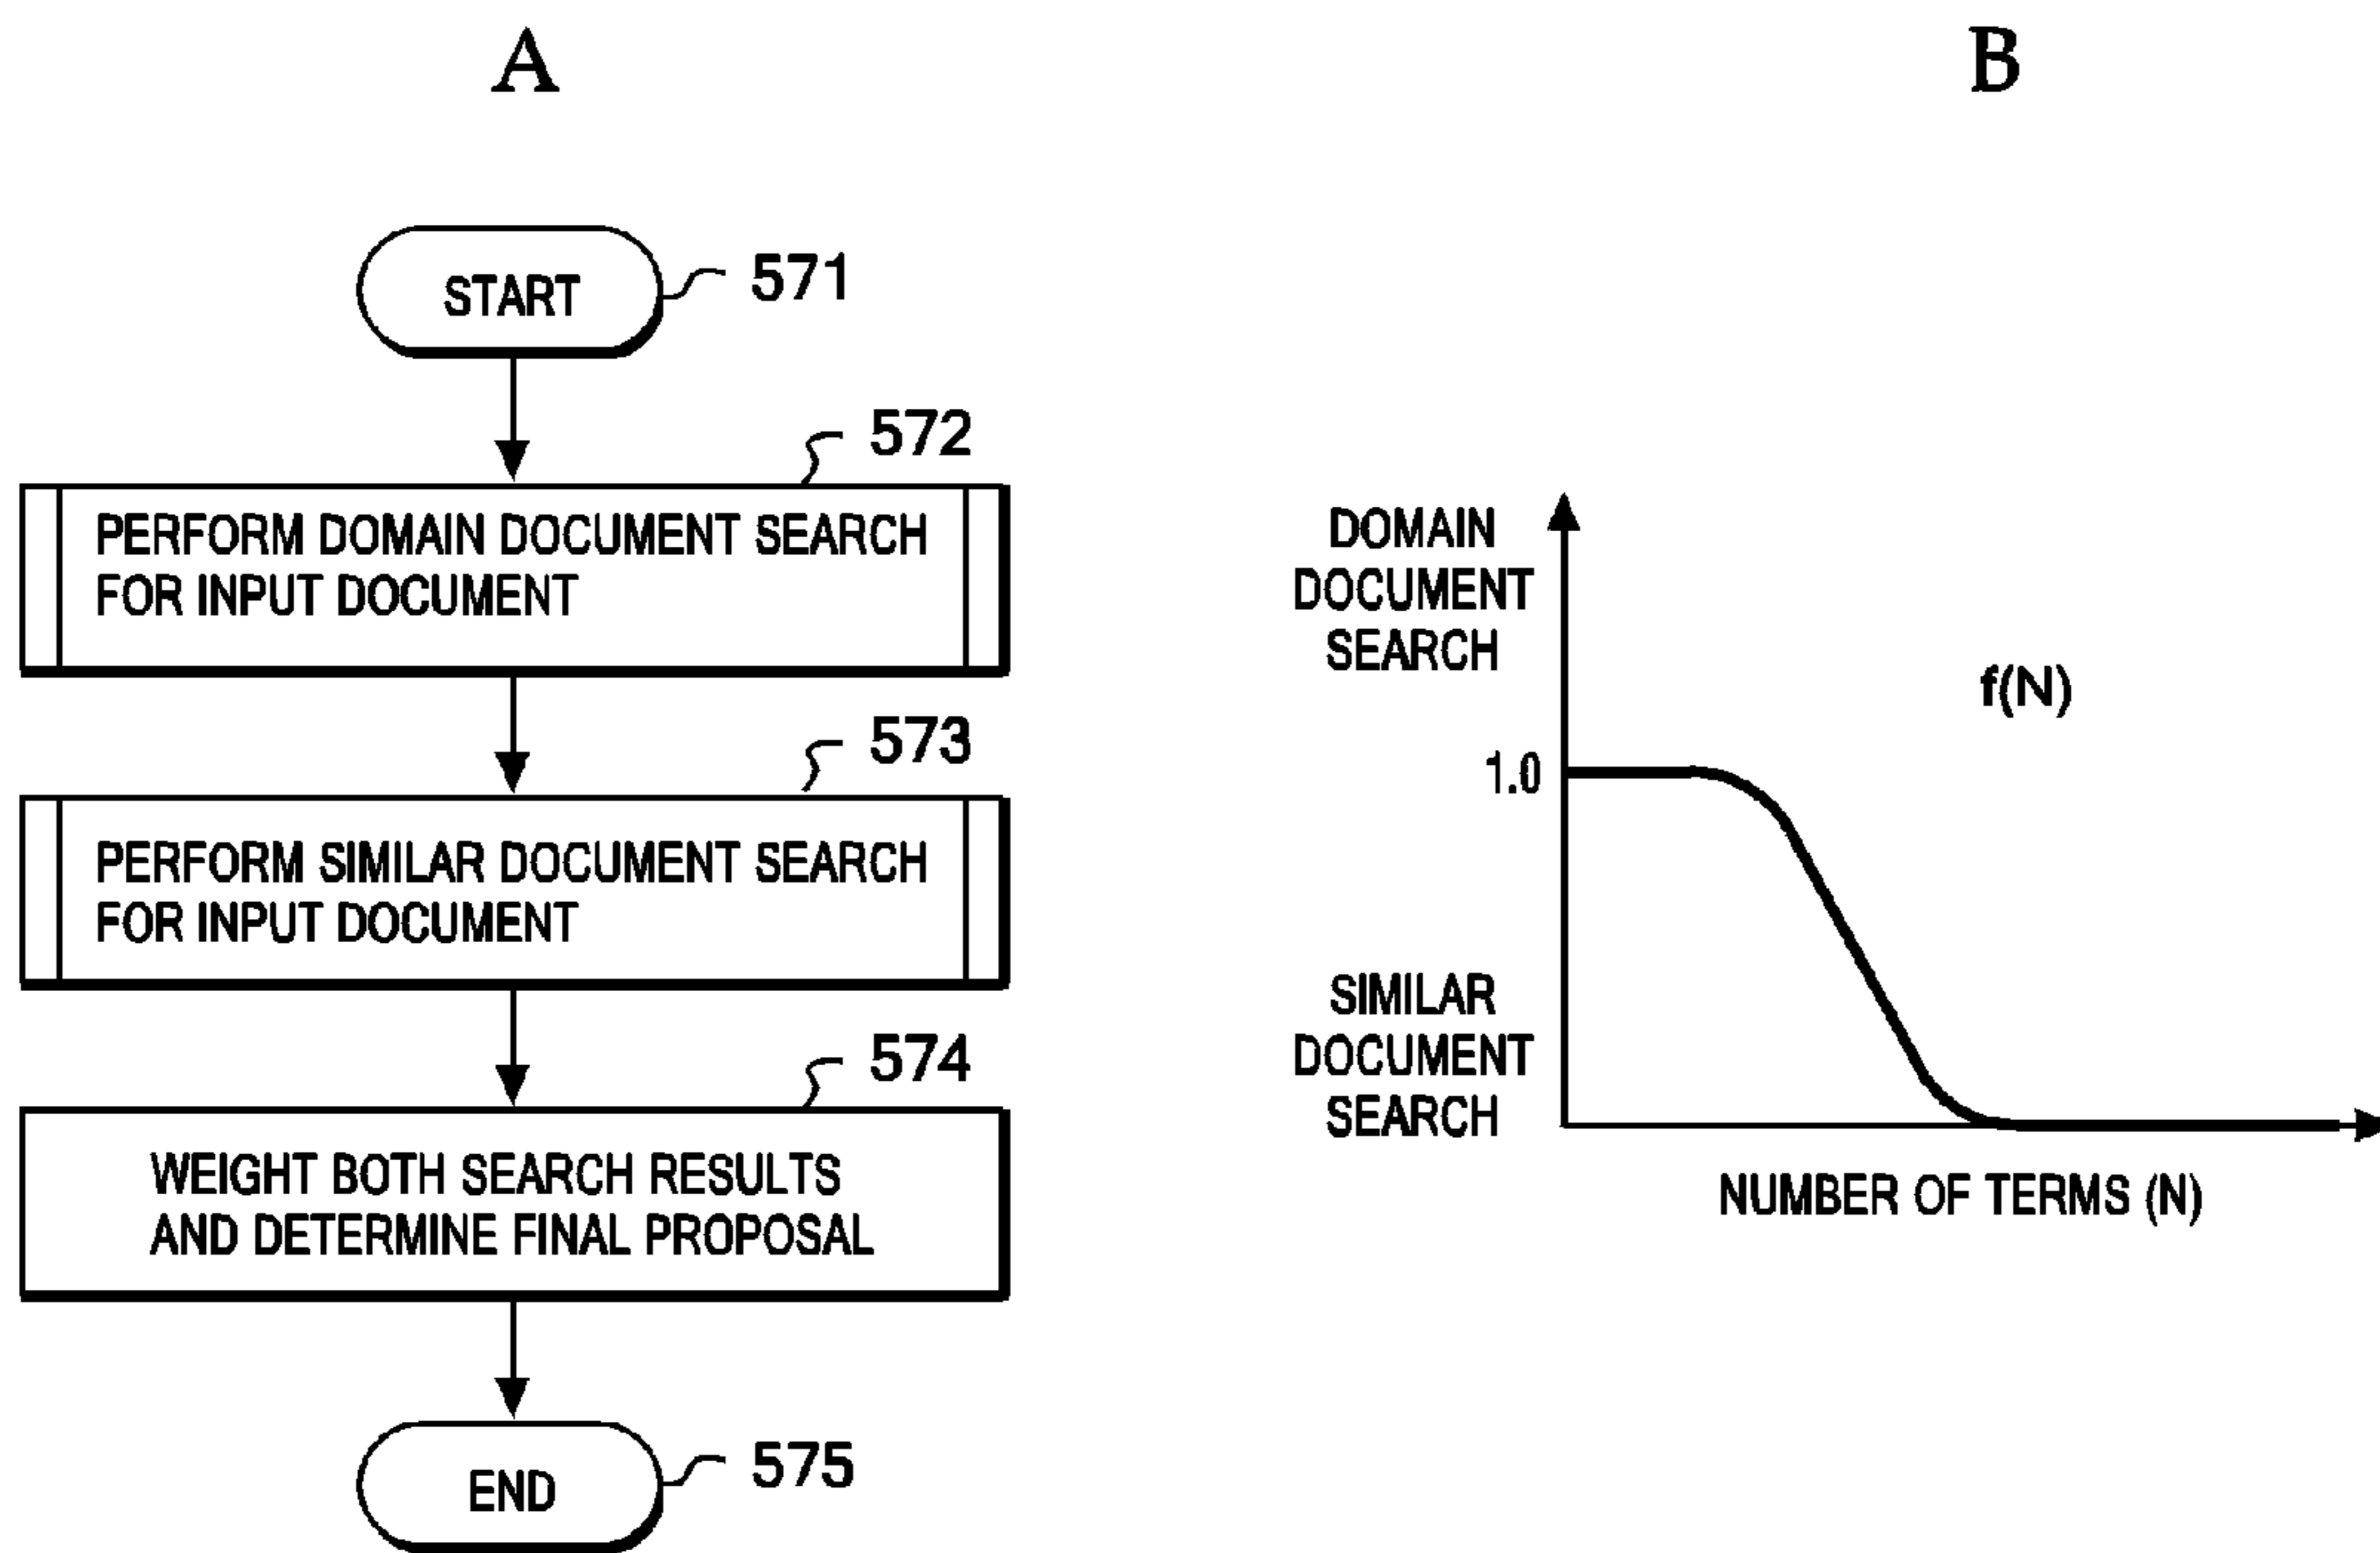 A
START
571
572
PERFORM DOMAIN DOCUMENT SEARCH
FOR INPUT DOCUMENT
573
PERFORM SIMILAR DOCUMENT SEARCH
FOR INPUT DOCUMENT
574
WEIGHT BOTH SEARCH RESULTS
AND DETERMINE FINAL PROPOSAL
END
575
B
DOMAIN
DOCUMENT
SEARCH
f(N)
1.0
SIMILAR
DOCUMENT
SEARCH
NUMBER OF TERMS (N)